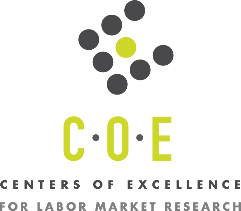 C·O·E
CENTERS OF EXCELLENCE
FOR LABOR MARKET RESEARCH